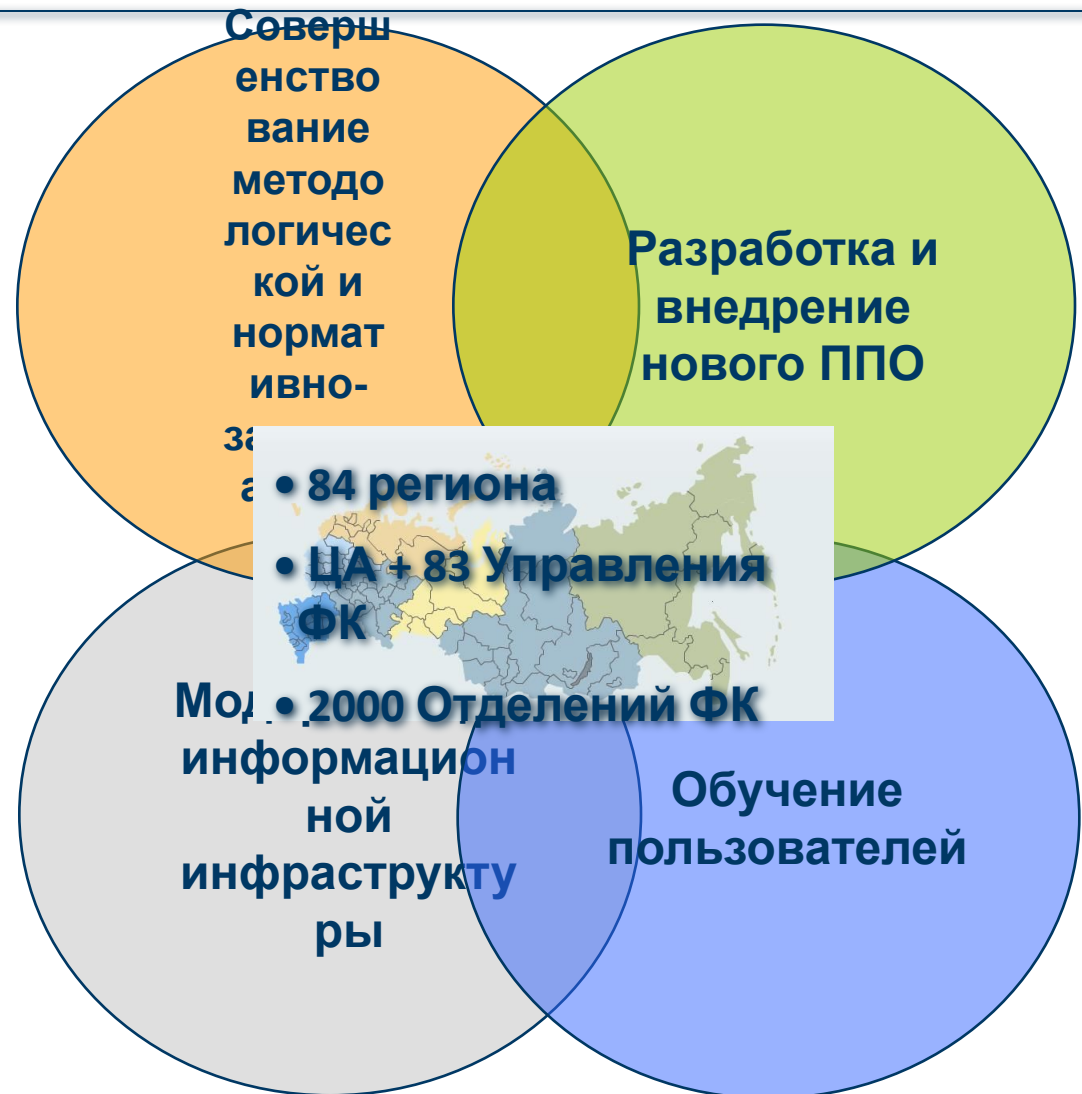 Соверш
енство
вание
методо
логичес
кой и
нормат
ивно-
за
а
Разработка и
внедрение
нового ППО
• 84 региона
• ЦА + 83 Управления
ФК
• 2000 Отделений ФК
информацион
ной
инфраструкту
ры
Обучение
пользователей